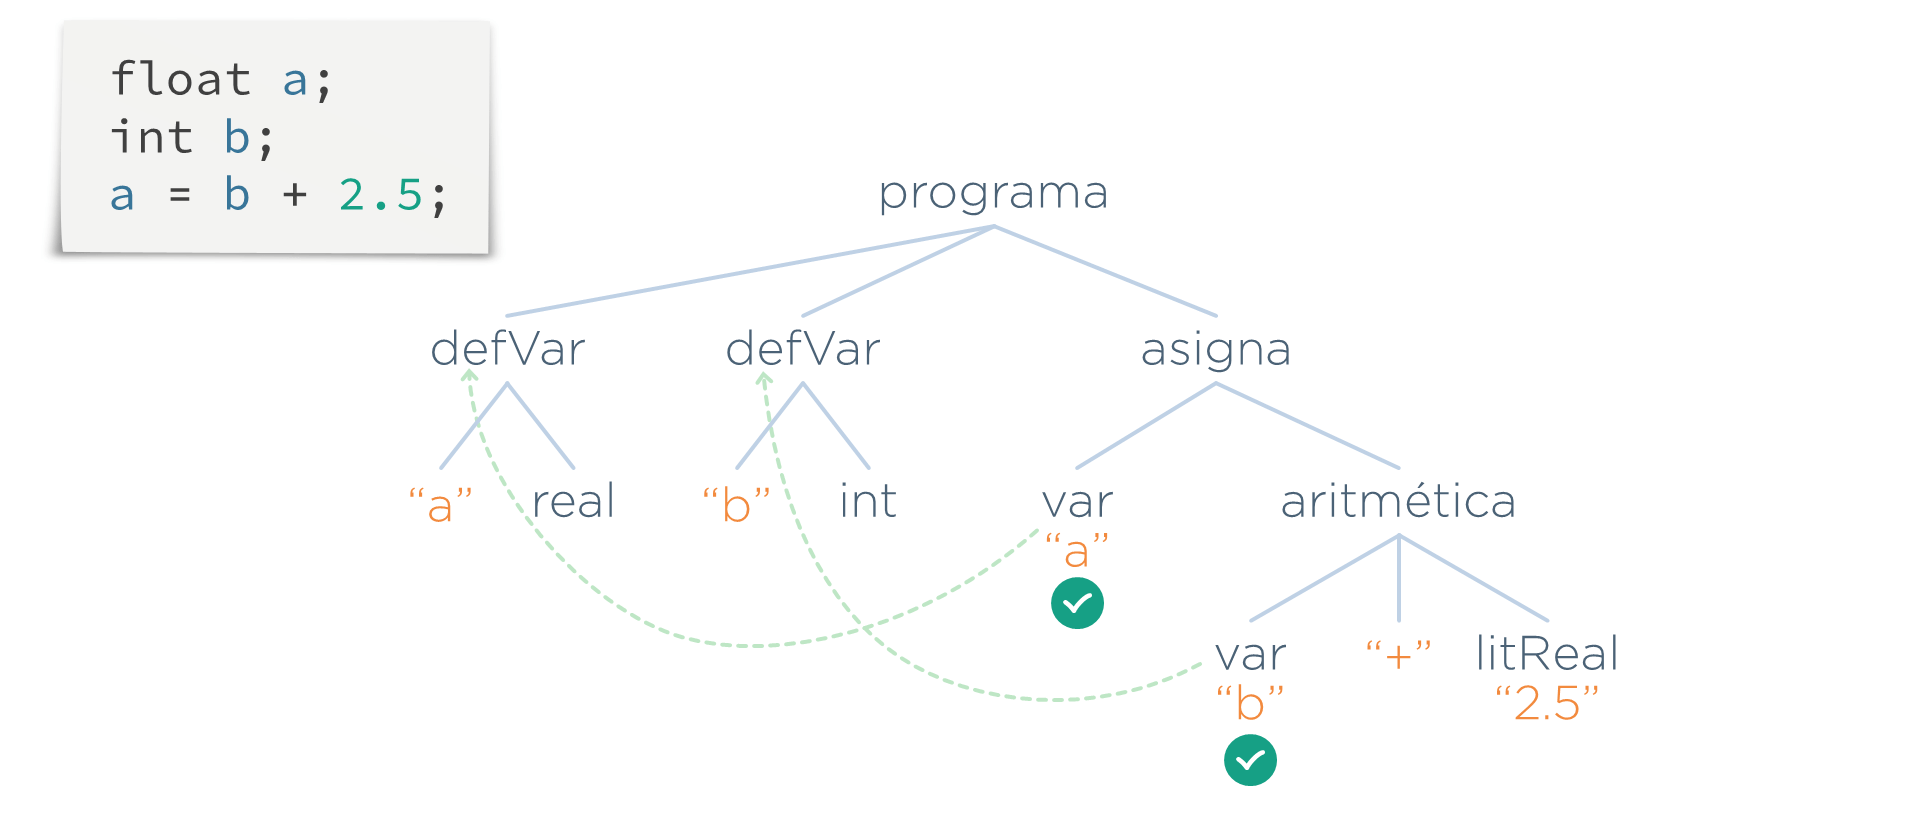 float a;
int b;
a = b + 2.5;
programa
defVar defVar asigna
“a” real “b” int var aritmética
“a”
var “+” litReal
“b” “2.5”